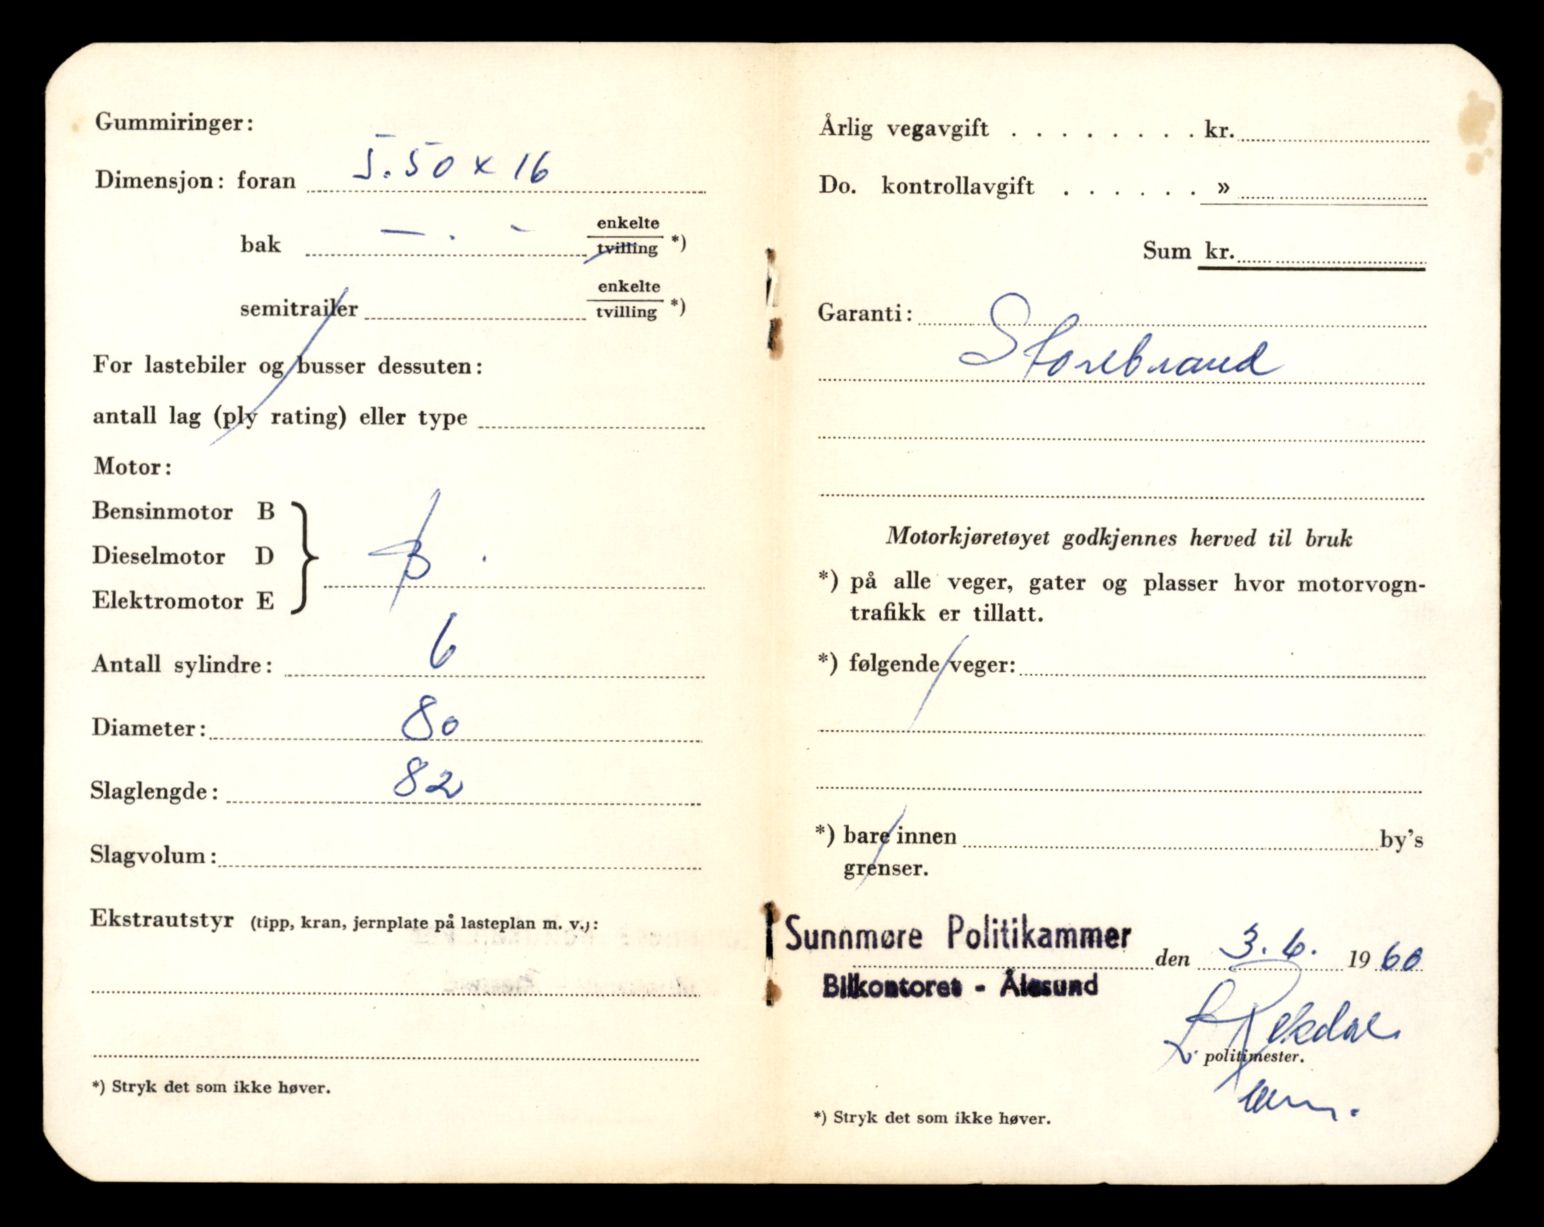 Gummiringer:
Dimensjon: foran 5.50 x 16
bak — . - enkelte
tvilling *)
semitrailer enkelte
tvilling *)
For lastebiler og busser dessuten:
antall lag (ply rating) eller type
Motor:
Bensinmotor B
Dieselmotor D B .
Elektromotor E
Antall sylindre: 6
Diameter: 80
Slaglengde: 82
Slagvolum:
Ekstrautstyr (tipp, kran, jernplate på lasteplan m. v.):
*) Stryk det som ikke høver.
Årlig vegavgift . . . . . . . . kr.
Do. kontrollavgift . . . . . . »
Sum kr.
Garanti:
Storebrand
Motorkjøretøyet godkjennes herved til bruk
*) på alle veger, gater og plasser hvor motorvogn-
trafikk er tillatt.
*) følgende veger:
*) bare innen by's
grenser.
Sunnmøre Politikammer den 3.6. 1960
Bilkontoret - Ålesund
L Rekdal
politimester.
*) Stryk det som ikke høver.